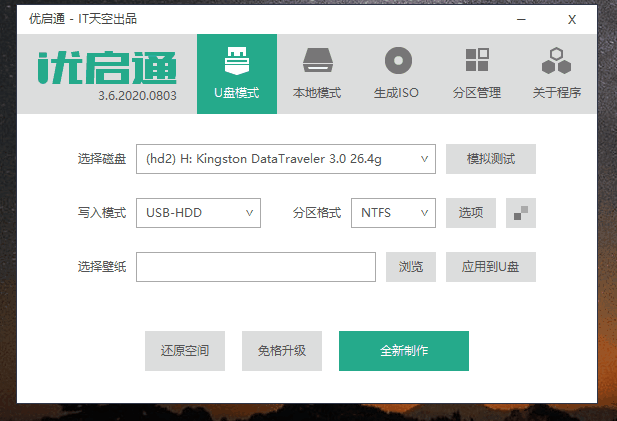 优启通 - IT天空出品
优启通
3.6.2020.0803
U盘模式 本地模式 生成ISO 分区管理 关于程序
选择磁盘 (hd2) H: Kingston DataTraveler 3.0 26.4g 模拟测试
写入模式 USB-HDD 分区格式 NTFS 选项
选择壁纸 浏览 应用到U盘
还原空间 免格升级 全新制作